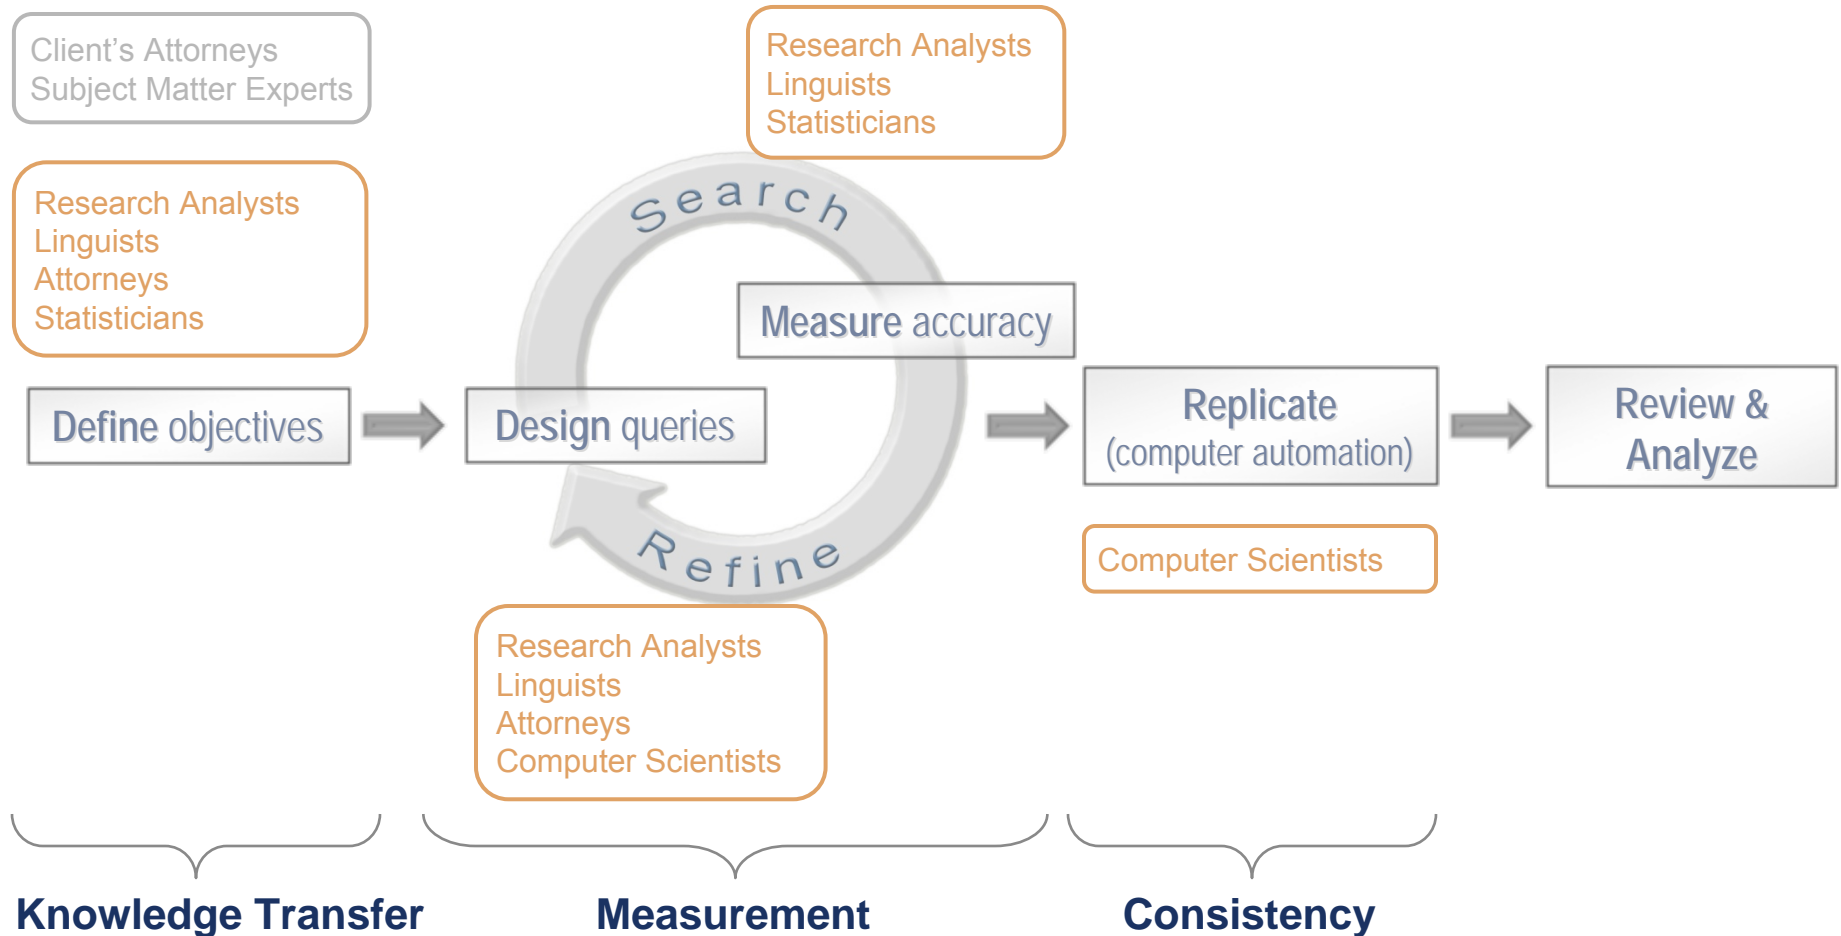 Client’s Attorneys
Subject Matter Experts
Research Analysts
Linguists
Attorneys
Statisticians
Define objectives
Research Analysts
Linguists
Statisticians
Search
Measure accuracy
Design queries
Refine
Research Analysts
Linguists
Attorneys
Computer Scientists
Replicate
(computer automation)
Computer Scientists
Review &
Analyze
Knowledge Transfer
Measurement
Consistency